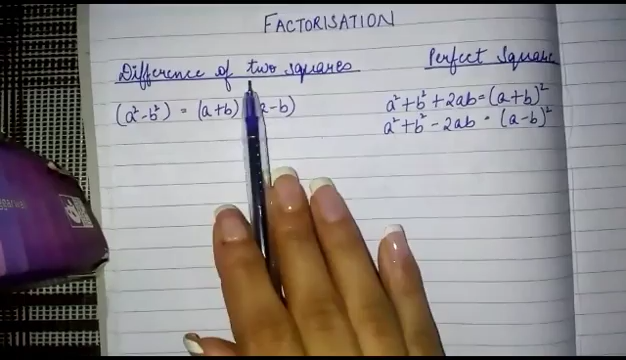 FACTORISATION
Difference of two squares
(a²-b²) = (a+b) -b)
Perfect Square
a²+b²+2ab=(a+b)²
a²+b²-2ab = (a-b)²